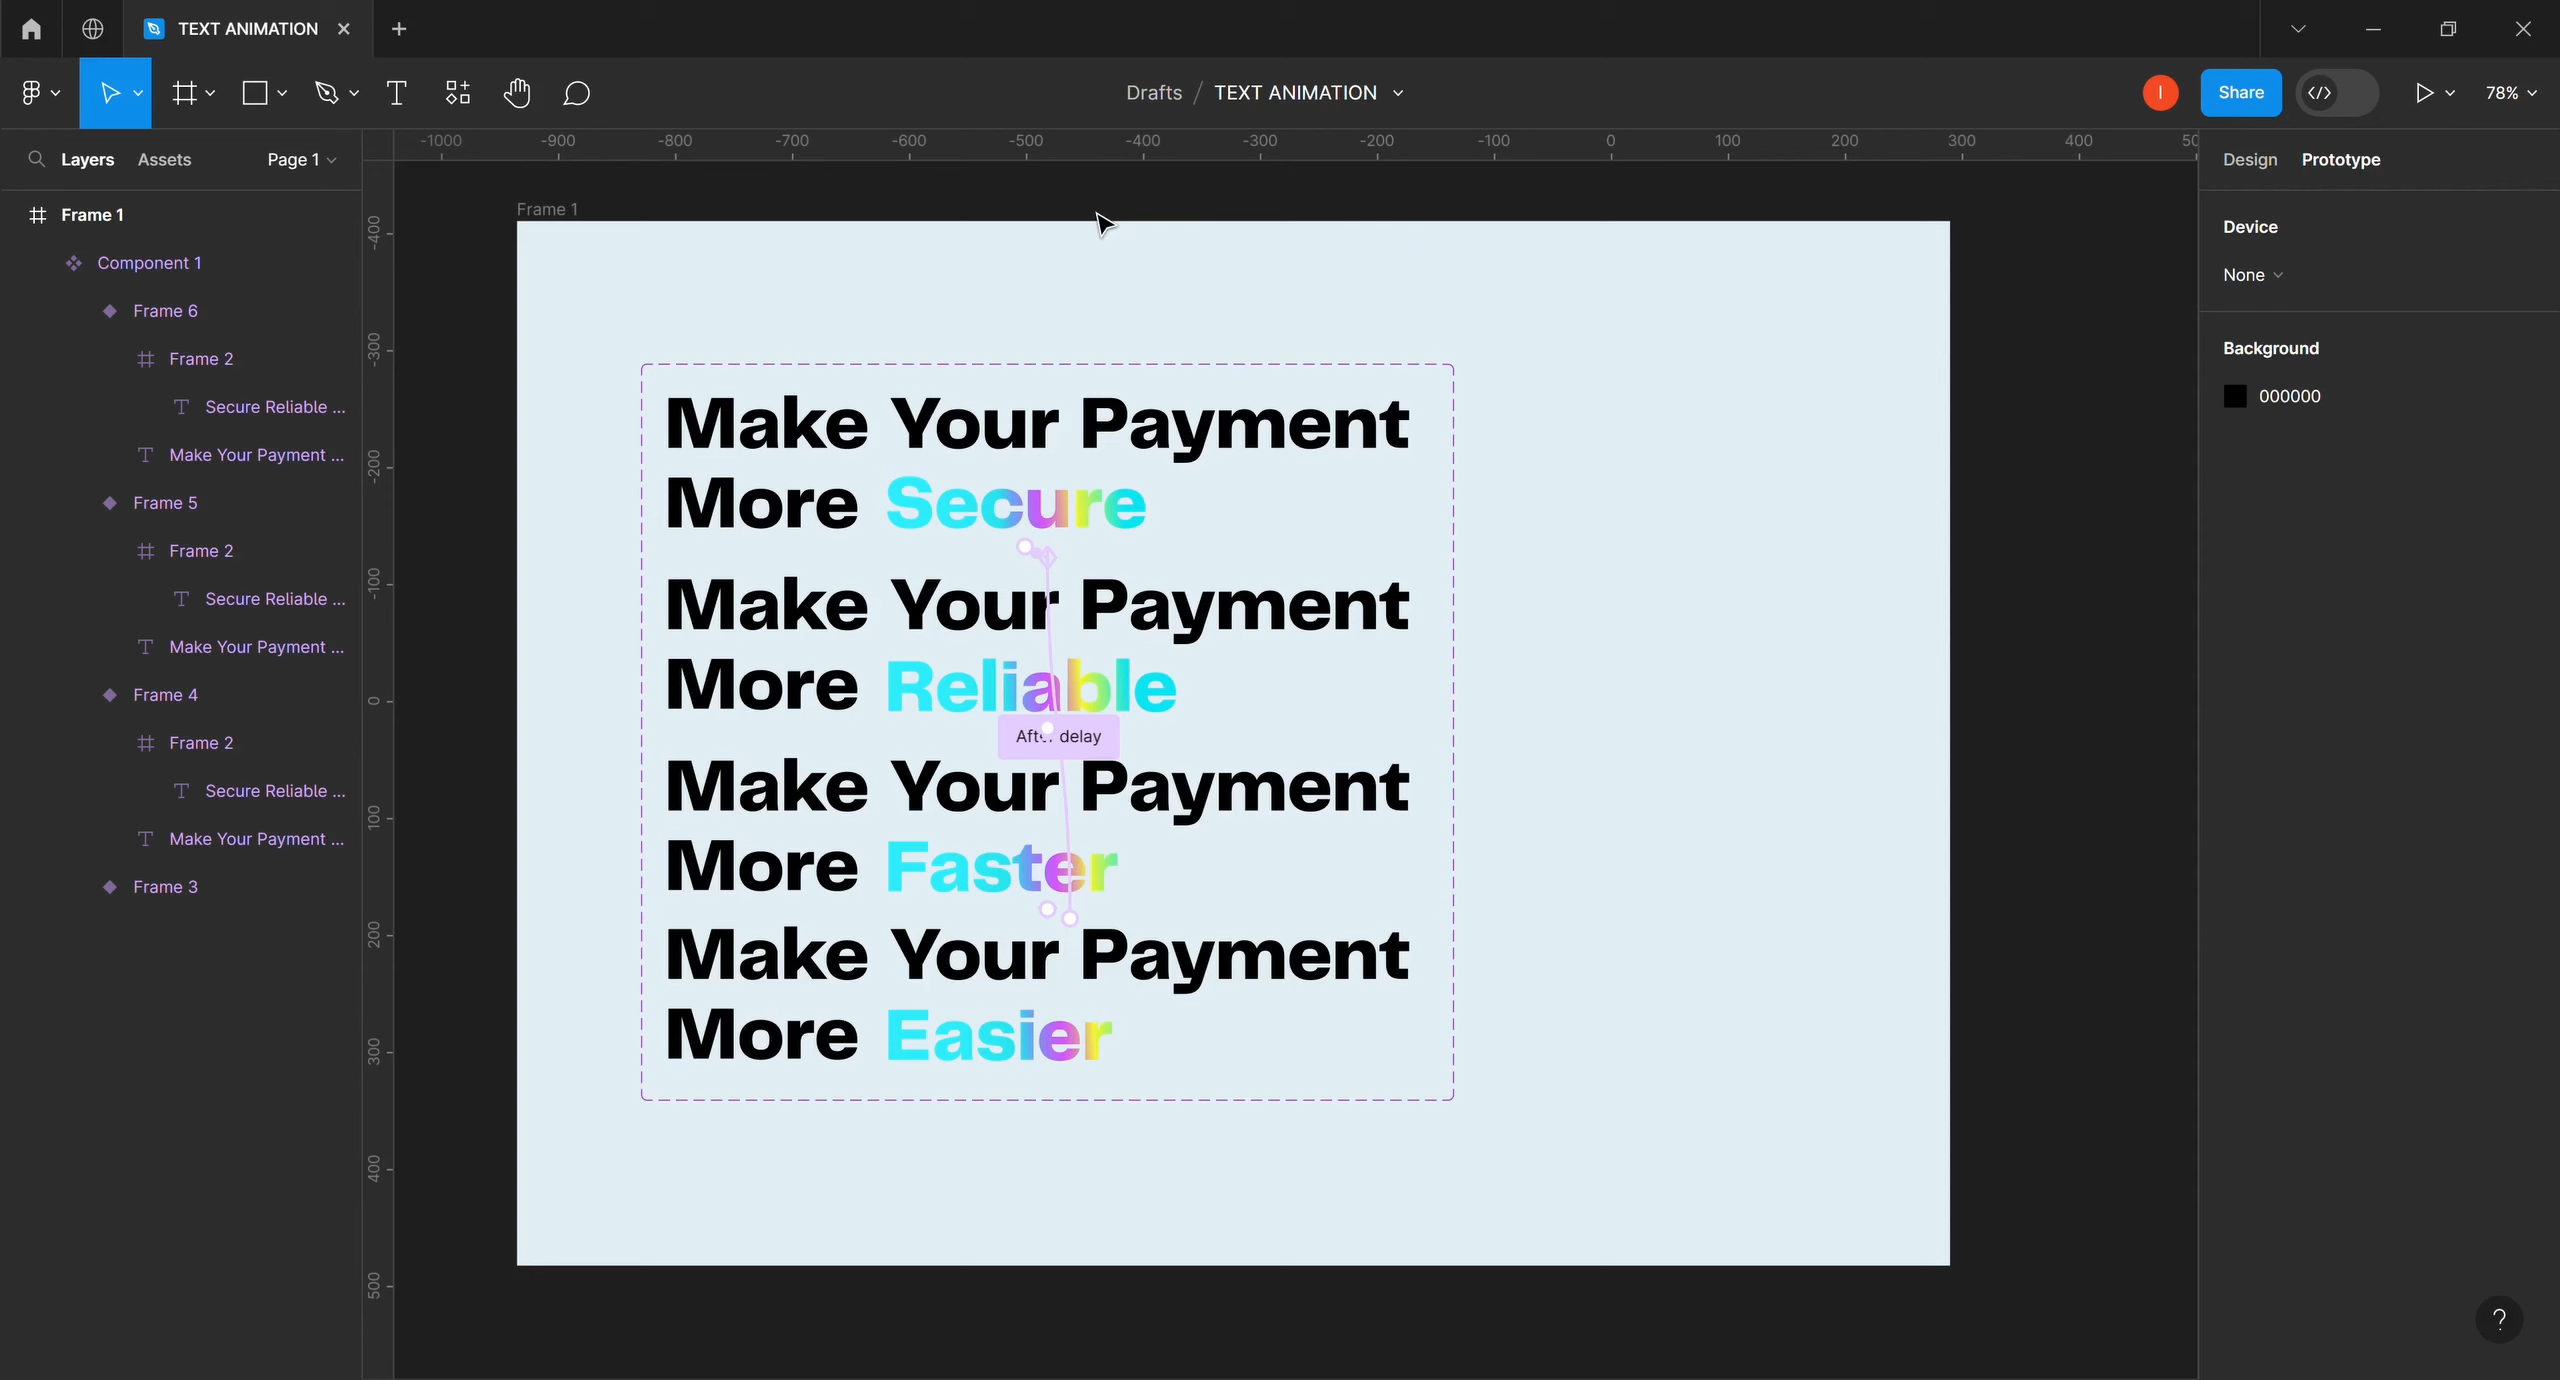 TEXT ANIMATION
Drafts / TEXT ANIMATION
I
Share
78%
Layers
Assets
Page 1
-1000 -900 -800 -700 -600 -500 -400 -300 -200 -100 0 100 200 300 400 50
Design
Prototype
Frame 1
Component 1
Frame 6
Frame 2
Secure Reliable ...
Make Your Payment ...
Frame 5
Frame 2
Secure Reliable ...
Make Your Payment ...
Frame 4
Frame 2
Secure Reliable ...
Make Your Payment ...
Frame 3
-400
-300
-200
-100
0
100
200
300
400
500
Frame 1
Make Your Payment
More Secure
Make Your Payment
More Reliable
After delay
Make Your Payment
More Faster
Make Your Payment
More Easier
Device
None
Background
000000
?